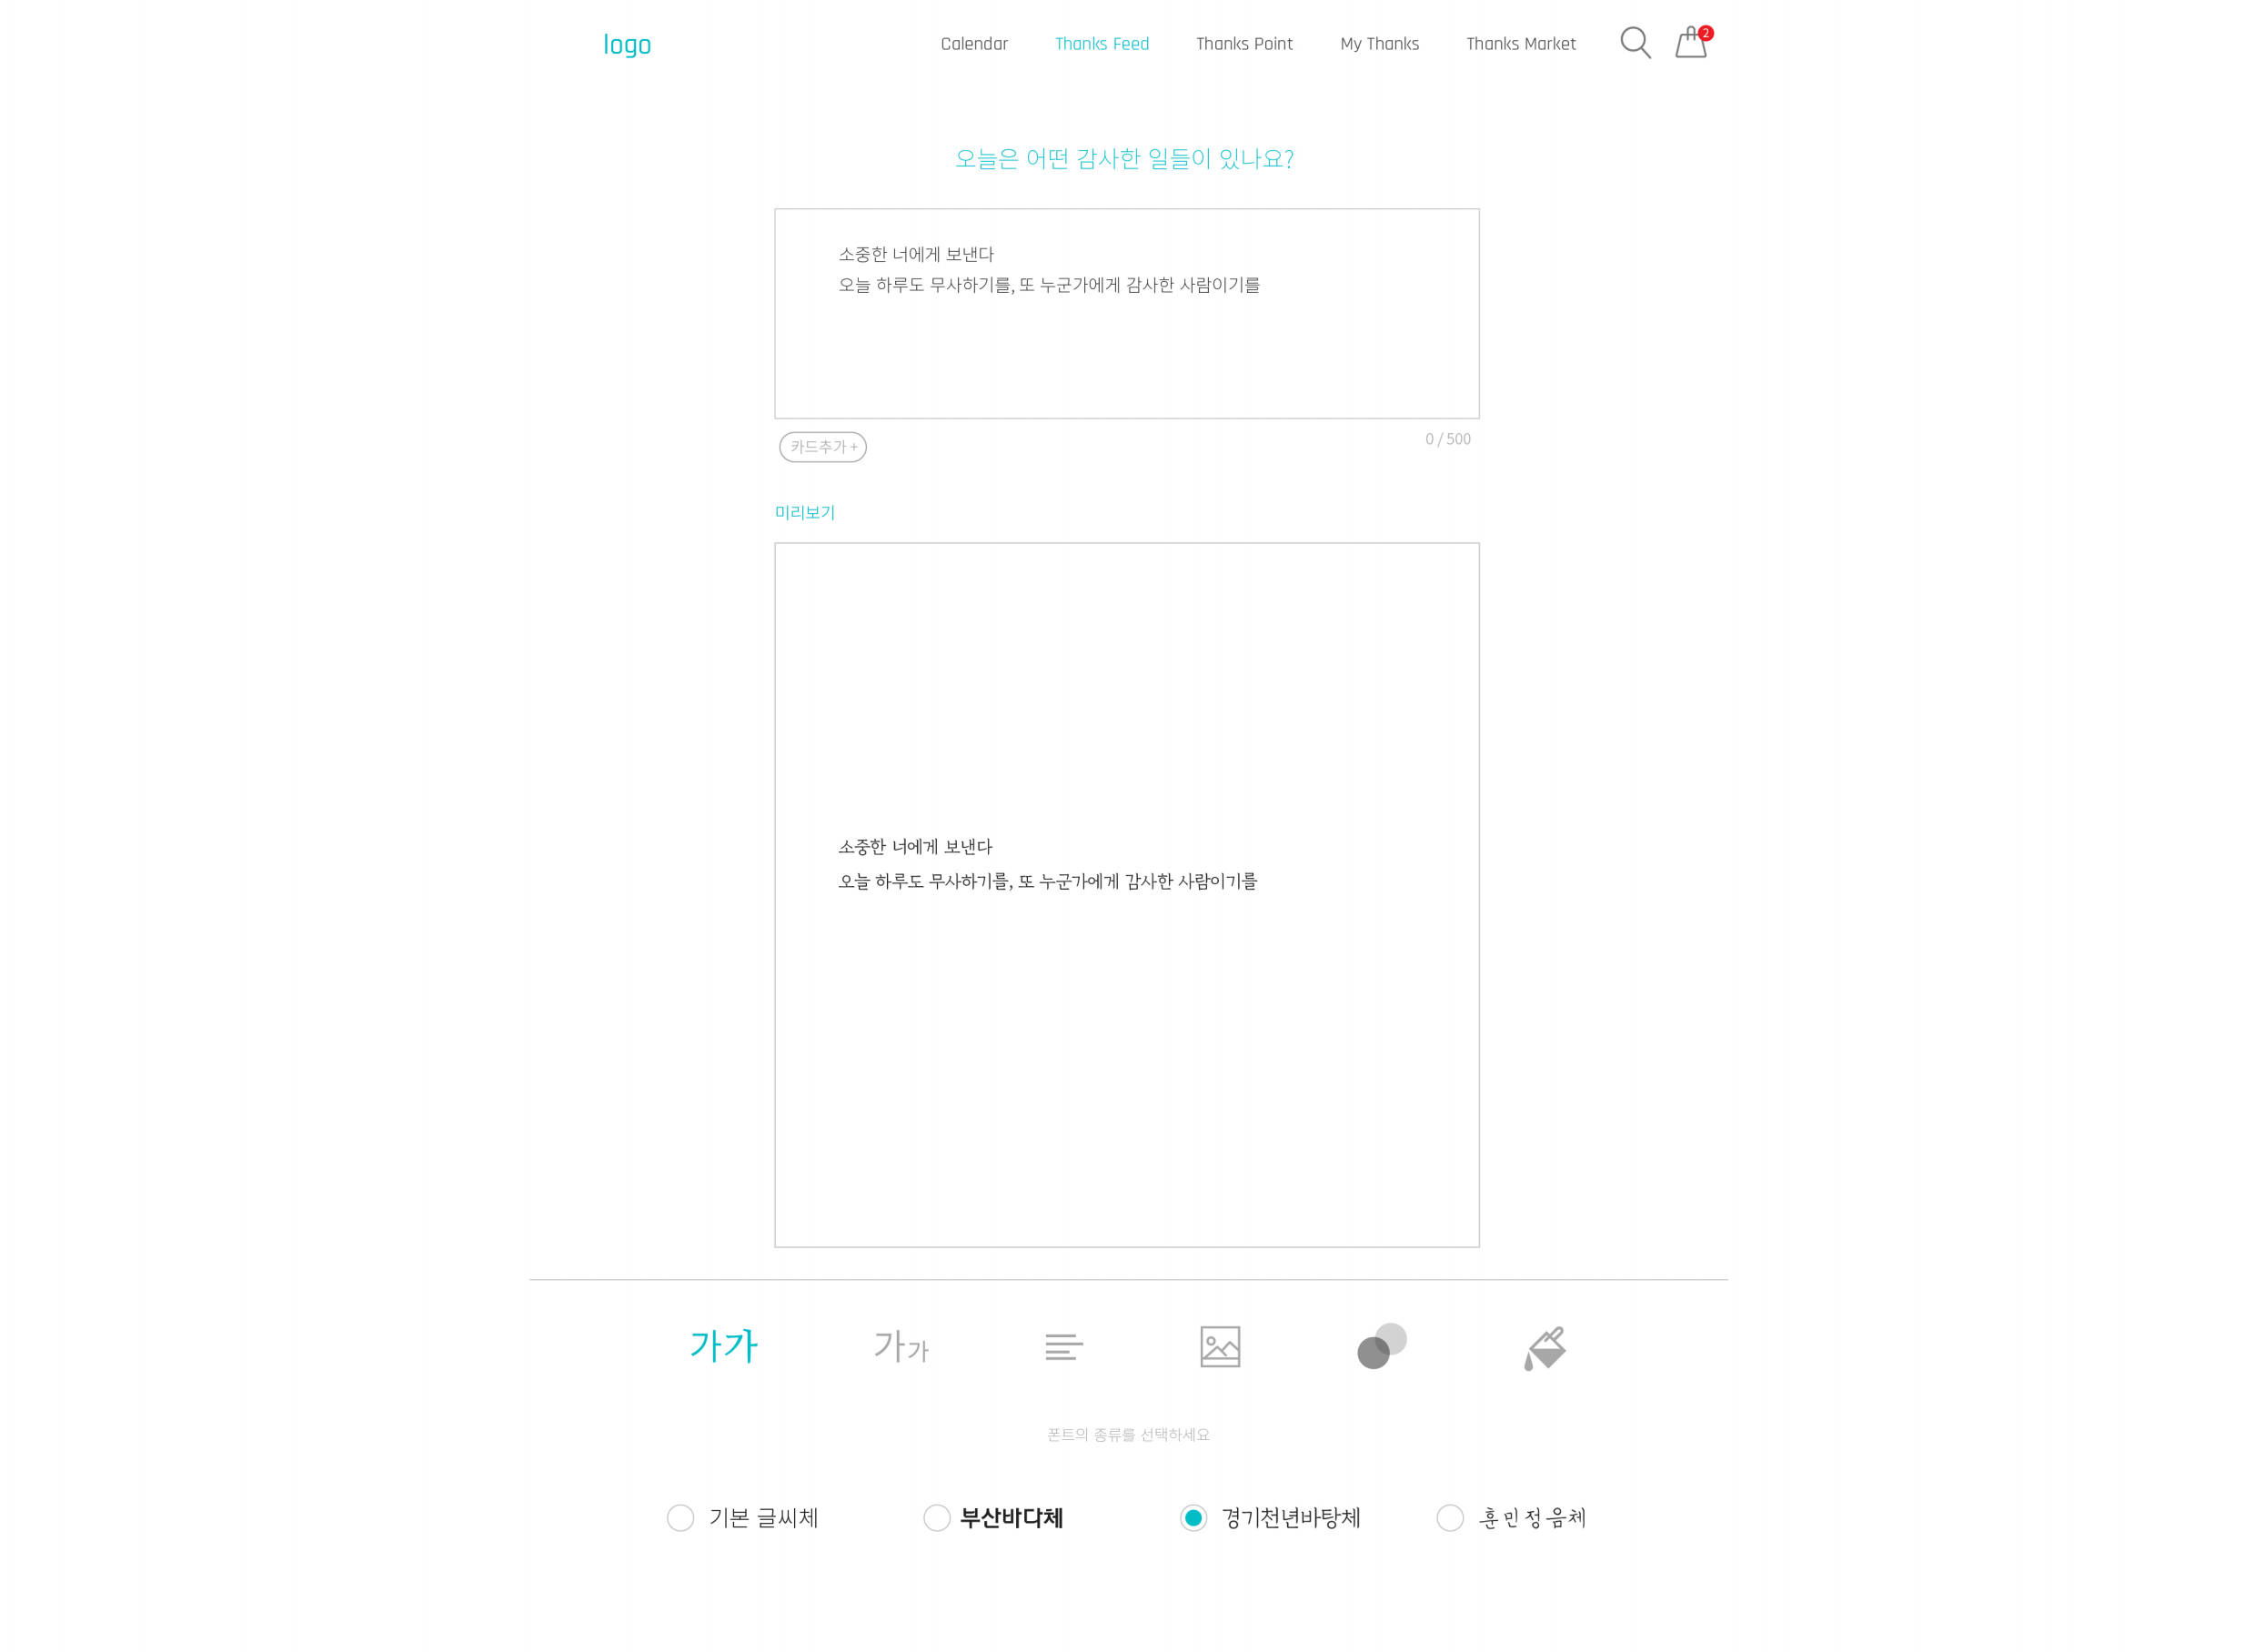 logo
Calendar
Thanks Feed
Thanks Point
My Thanks
Thanks Market
2
오늘은 어떤 감사한 일들이 있나요?
소중한 너에게 보낸다
오늘 하루도 무사하기를, 또 누군가에게 감사한 사람이기를
카드추가 +
0 / 500
미리보기
소중한 너에게 보낸다
오늘 하루도 무사하기를, 또 누군가에게 감사한 사람이기를
가가
가가
폰트의 종류를 선택하세요
기본 글씨체
부산바다체
경기천년바탕체
훈민정음체